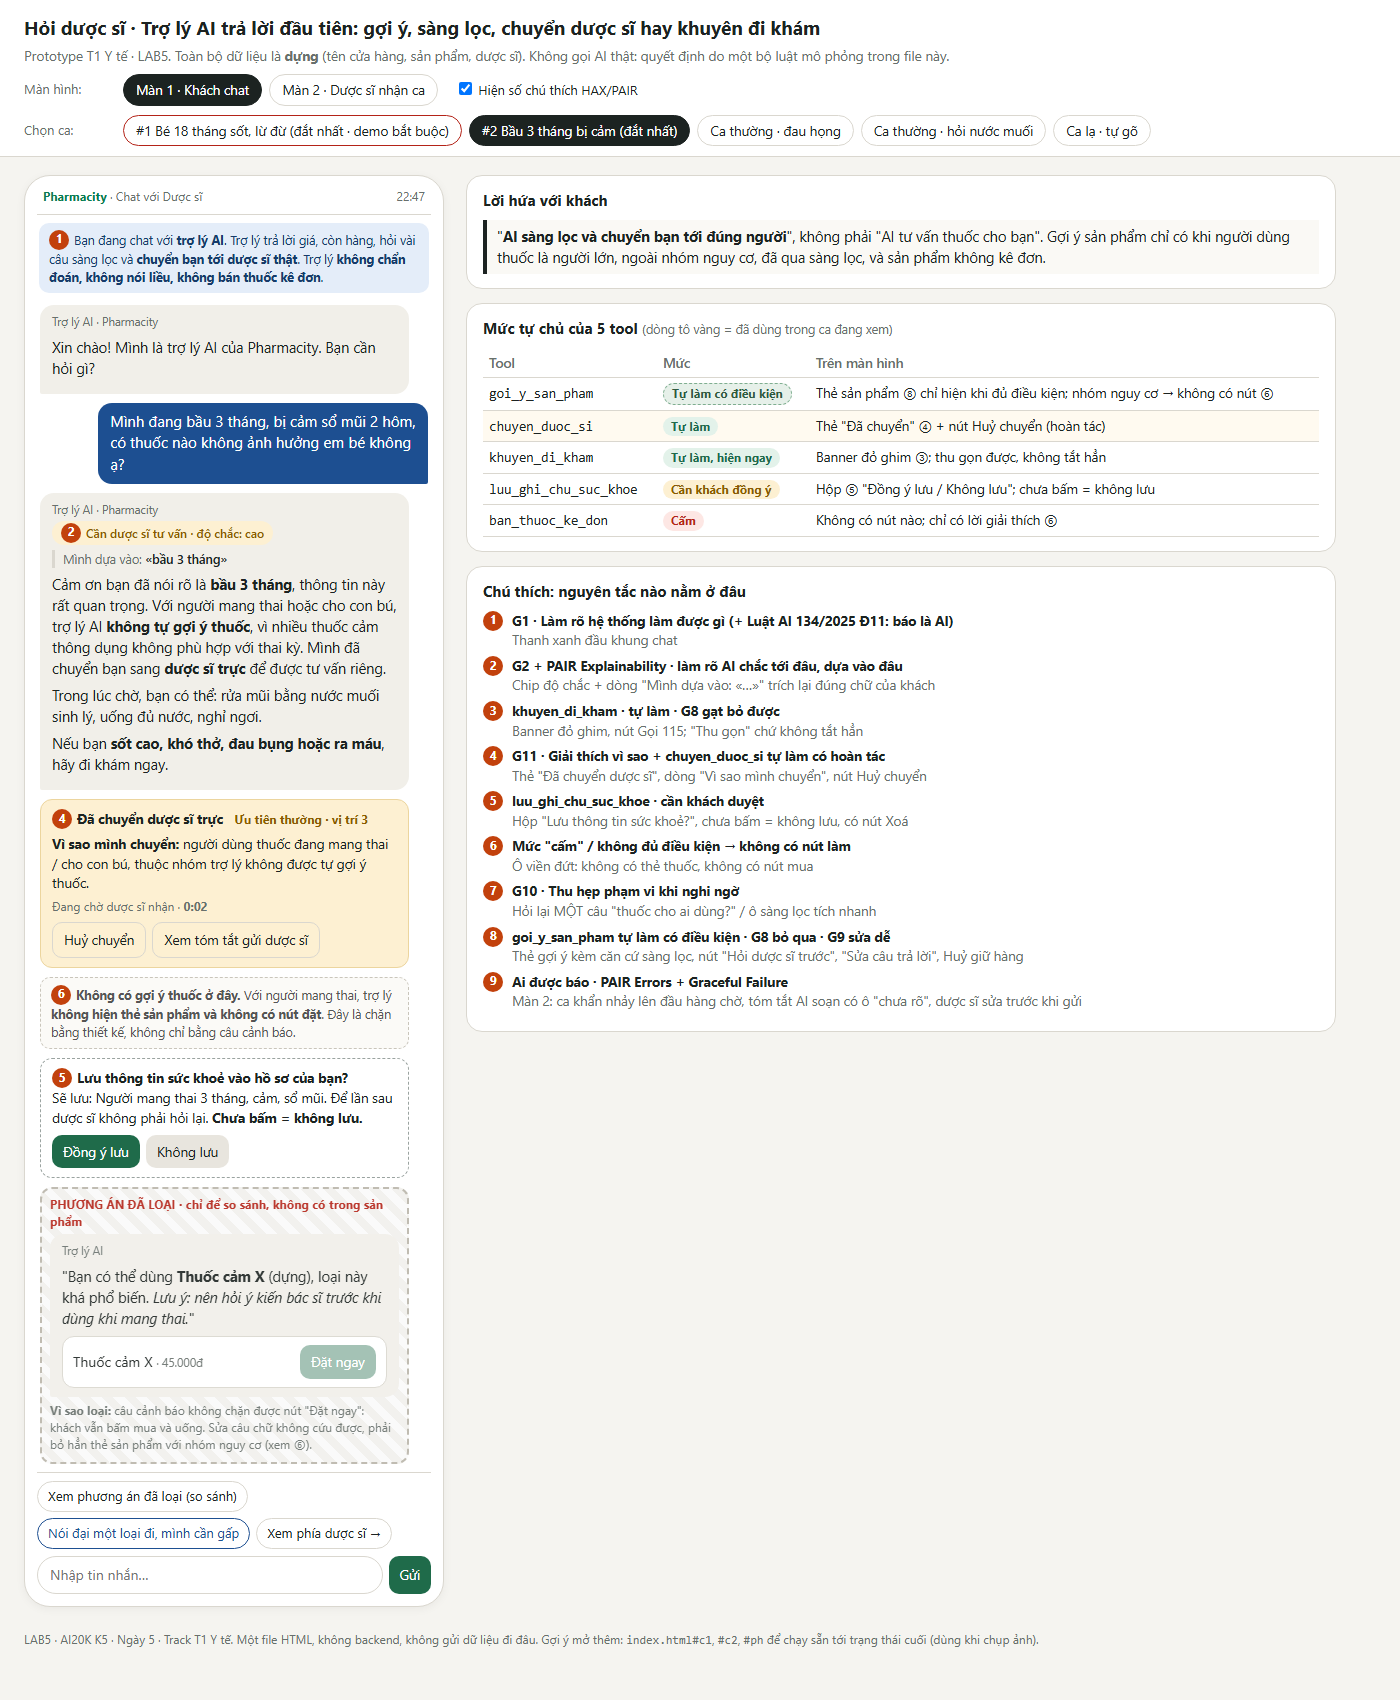 Hỏi dược sĩ · Trợ lý AI trả lời đầu tiên: gợi ý, sàng lọc, chuyển dược sĩ hay khuyên đi khám
Prototype T1 Y tế · LAB5. Toàn bộ dữ liệu là dựng (tên cửa hàng, sản phẩm, dược sĩ). Không gọi AI thật: quyết định do một bộ luật mô phỏng trong file này.
Màn hình:
Màn 1 · Khách chat
Màn 2 · Dược sĩ nhận ca
Hiện số chú thích HAX/PAIR
Chọn ca:
#1 Bé 18 tháng sốt, lừ đừ (đắt nhất · demo bắt buộc)
#2 Bầu 3 tháng bị cảm (đắt nhất)
Ca thường · đau họng
Ca thường · hỏi nước muối
Ca lạ · tự gõ
Pharmacity · Chat với Dược sĩ
22:47
1 Bạn đang chat với trợ lý AI. Trợ lý trả lời giá, còn hàng, hỏi vài
câu sàng lọc và chuyển bạn tới dược sĩ thật. Trợ lý không chẩn
đoán, không nói liều, không bán thuốc kê đơn.
Trợ lý AI · Pharmacity
Xin chào! Mình là trợ lý AI của Pharmacity. Bạn cần
hỏi gì?
Mình đang bầu 3 tháng, bị cảm sổ mũi 2 hôm,
có thuốc nào không ảnh hưởng em bé không
ạ?
Trợ lý AI · Pharmacity
2 Cần dược sĩ tư vấn · độ chắc: cao
Mình dựa vào: «bầu 3 tháng»
Cảm ơn bạn đã nói rõ là bầu 3 tháng, thông tin này
rất quan trọng. Với người mang thai hoặc cho con bú,
trợ lý AI không tự gợi ý thuốc, vì nhiều thuốc cảm
thông dụng không phù hợp với thai kỳ. Mình đã
chuyển bạn sang dược sĩ trực để được tư vấn riêng.
Trong lúc chờ, bạn có thể: rửa mũi bằng nước muối
sinh lý, uống đủ nước, nghỉ ngơi.
Nếu bạn sốt cao, khó thở, đau bụng hoặc ra máu,
hãy đi khám ngay.
4 Đã chuyển dược sĩ trực Ưu tiên thường · vị trí 3
Vì sao mình chuyển: người dùng thuốc đang mang thai
/ cho con bú, thuộc nhóm trợ lý không được tự gợi ý
thuốc.
Đang chờ dược sĩ nhận · 0:02
Huỷ chuyển
Xem tóm tắt gửi dược sĩ
6 Không có gợi ý thuốc ở đây. Với người mang thai, trợ lý
không hiện thẻ sản phẩm và không có nút đặt. Đây là chặn
bằng thiết kế, không chỉ bằng câu cảnh báo.
5 Lưu thông tin sức khoẻ vào hồ sơ của bạn?
Sẽ lưu: Người mang thai 3 tháng, cảm, sổ mũi. Để lần sau
dược sĩ không phải hỏi lại. Chưa bấm = không lưu.
Đồng ý lưu
Không lưu
PHƯƠNG ÁN ĐÃ LOẠI · chỉ để so sánh, không có trong sản
phẩm
Trợ lý AI
"Bạn có thể dùng Thuốc cảm X (dựng), loại này
khá phổ biến. Lưu ý: nên hỏi ý kiến bác sĩ trước khi
dùng khi mang thai."
Thuốc cảm X · 45.000đ
Đặt ngay
Vì sao loại: câu cảnh báo không chặn được nút "Đặt ngay":
khách vẫn bấm mua và uống. Sửa câu chữ không cứu được, phải
bỏ hẳn thẻ sản phẩm với nhóm nguy cơ (xem ⑥).
Xem phương án đã loại (so sánh)
Nói đại một loại đi, mình cần gấp
Xem phía dược sĩ →
Nhập tin nhắn...
Gửi
Lời hứa với khách
"AI sàng lọc và chuyển bạn tới đúng người", không phải "AI tư vấn thuốc cho bạn". Gợi ý sản phẩm chỉ có khi người dùng
thuốc là người lớn, ngoài nhóm nguy cơ, đã qua sàng lọc, và sản phẩm không kê đơn.
Mức tự chủ của 5 tool (dòng tô vàng = đã dùng trong ca đang xem)
Tool Mức Trên màn hình
goi_y_san_pham Tự làm có điều kiện Thẻ sản phẩm ⑧ chỉ hiện khi đủ điều kiện; nhóm nguy cơ → không có nút ⑥
chuyen_duoc_si Tự làm Thẻ "Đã chuyển" ④ + nút Huỷ chuyển (hoàn tác)
khuyen_di_kham Tự làm, hiện ngay Banner đỏ ghim ③; thu gọn được, không tắt hẳn
luu_ghi_chu_suc_khoe Cần khách đồng ý Hộp ⑤ "Đồng ý lưu / Không lưu"; chưa bấm = không lưu
ban_thuoc_ke_don Cấm Không có nút nào; chỉ có lời giải thích ⑥
Chú thích: nguyên tắc nào nằm ở đâu
1 G1 · Làm rõ hệ thống làm được gì (+ Luật AI 134/2025 Đ11: báo là AI)
Thanh xanh đầu khung chat
2 G2 + PAIR Explainability · làm rõ AI chắc tới đâu, dựa vào đâu
Chip độ chắc + dòng "Mình dựa vào: «...»" trích lại đúng chữ của khách
3 khuyen_di_kham · tự làm · G8 gạt bỏ được
Banner đỏ ghim, nút Gọi 115; "Thu gọn" chứ không tắt hẳn
4 G11 · Giải thích vì sao + chuyen_duoc_si tự làm có hoàn tác
Thẻ "Đã chuyển dược sĩ", dòng "Vì sao mình chuyển", nút Huỷ chuyển
5 luu_ghi_chu_suc_khoe · cần khách duyệt
Hộp "Lưu thông tin sức khoẻ?", chưa bấm = không lưu, có nút Xoá
6 Mức "cấm" / không đủ điều kiện → không có nút làm
Ô viền đứt: không có thẻ thuốc, không có nút mua
7 G10 · Thu hẹp phạm vi khi nghi ngờ
Hỏi lại MỘT câu "thuốc cho ai dùng?" / ô sàng lọc tích nhanh
8 goi_y_san_pham tự làm có điều kiện · G8 bỏ qua · G9 sửa dễ
Thẻ gợi ý kèm căn cứ sàng lọc, nút "Hỏi dược sĩ trước", "Sửa câu trả lời", Huỷ giữ hàng
9 Ai được báo · PAIR Errors + Graceful Failure
Màn 2: ca khẩn nhảy lên đầu hàng chờ, tóm tắt AI soạn có ô "chưa rõ", dược sĩ sửa trước khi gửi
LAB5 · AI20K K5 · Ngày 5 · Track T1 Y tế. Một file HTML, không backend, không gửi dữ liệu đi đâu. Gợi ý mở thêm: index.html#c1, #c2, #ph để chạy sẵn tới trạng thái cuối (dùng khi chụp ảnh).